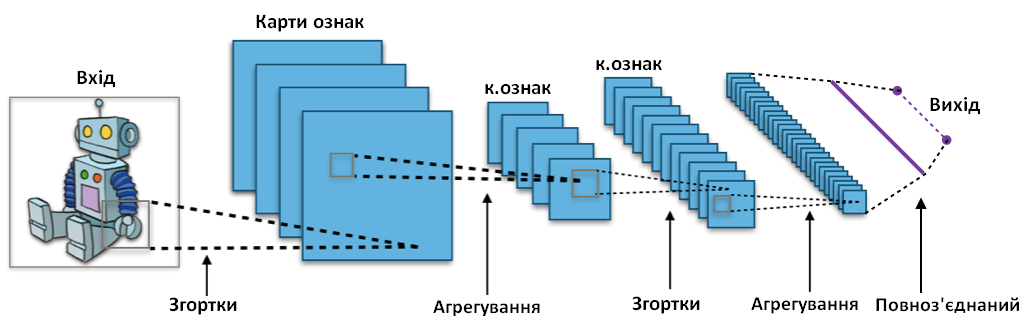 Карти ознак
Вхід
к.ознак
к.ознак
Вихід
Згортки
Агрегування
Згортки
Агрегування
Повноз'єднаний